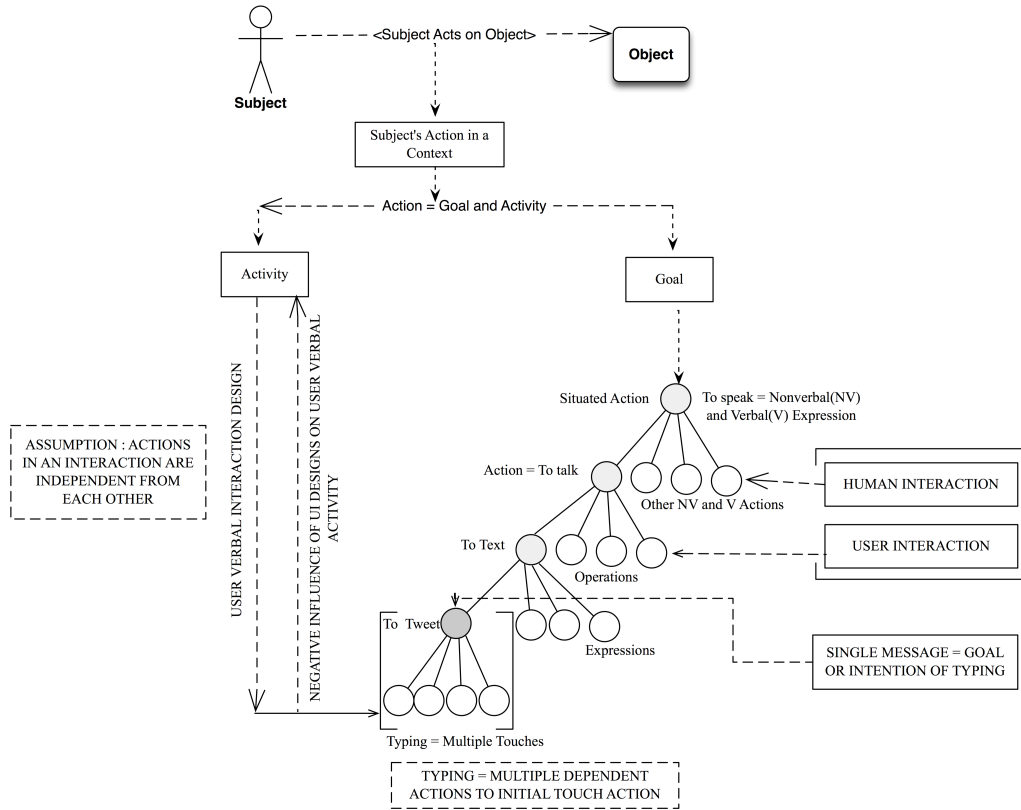 <Subject Acts on Object>
Object
Subject
Subject's Action in a
Context
Action = Goal and Activity
Activity
Goal
USER VERBAL INTERACTION DESIGN
NEGATIVE INFLUENCE OF UI DESIGNS ON USER VERBAL
ACTIVITY
ASSUMPTION : ACTIONS
IN AN INTERACTION ARE
INDEPENDENT FROM
EACH OTHER
Situated Action
To speak = Nonverbal(NV)
and Verbal(V) Expression
Action = To talk
Other NV and V Actions
HUMAN INTERACTION
To Text
Operations
USER INTERACTION
To Tweet
Expressions
SINGLE MESSAGE = GOAL
OR INTENTION OF TYPING
Typing = Multiple Touches
TYPING = MULTIPLE DEPENDENT
ACTIONS TO INITIAL TOUCH ACTION